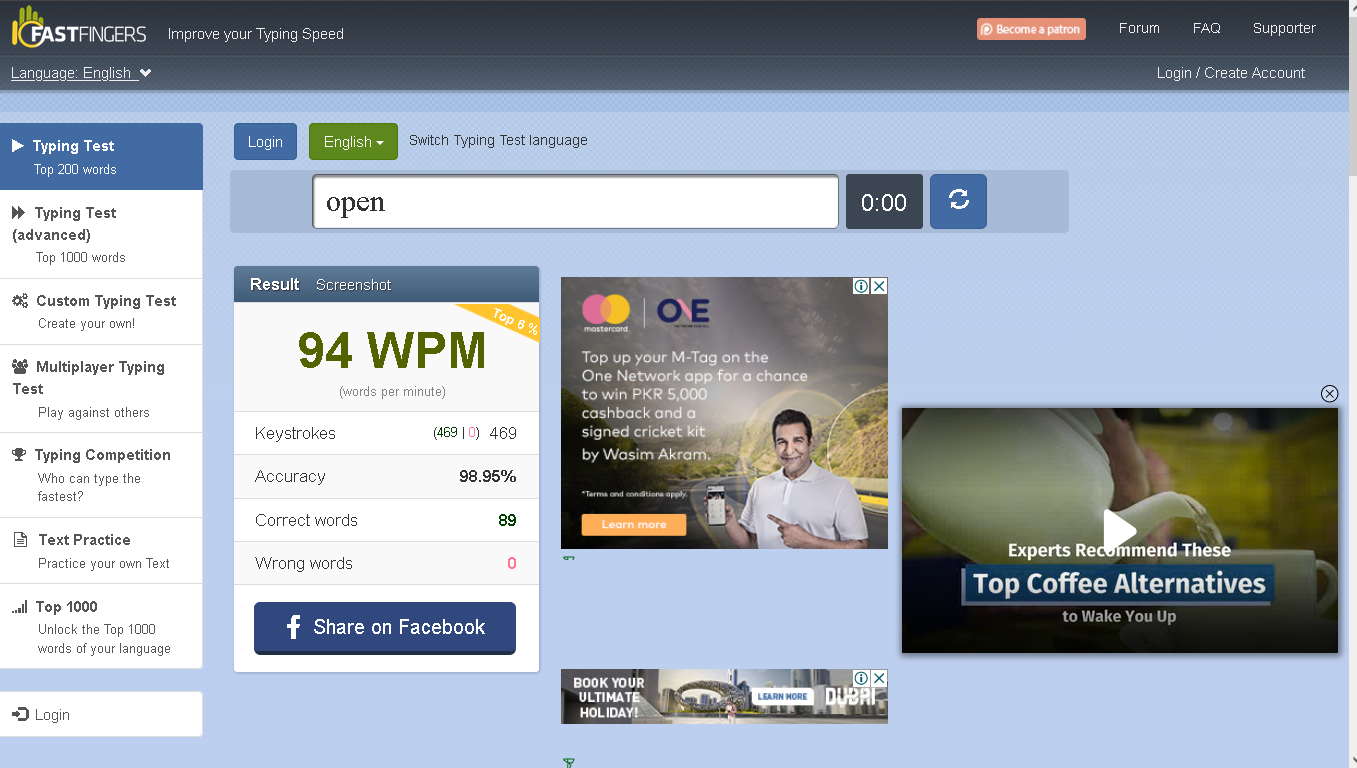 FASTFINGERS
Improve your Typing Speed
Become a patron
Forum
FAQ
Supporter
Language: English
Login / Create Account
Typing Test
Top 200 words
Typing Test
(advanced)
Top 1000 words
Custom Typing Test
Create your own!
Multiplayer Typing
Test
Play against others
Typing Competition
Who can type the
fastest?
Text Practice
Practice your own Text
Top 1000
Unlock the Top 1000
words of your language
Login
Login
English
Switch Typing Test language
open
0:00
Result
Screenshot
Top 6 %
94 WPM
(words per minute)
Keystrokes
(469 | 0) 469
Accuracy
98.95%
Correct words
89
Wrong words
0
Share on Facebook
mastercard
ONE
Top up your M-Tag on the
One Network app for a chance
to win PKR 5,000
cashback and a
signed cricket kit
by Wasim Akram.
*Terms and conditions apply.
Learn more
BOOK YOUR
ULTIMATE
HOLIDAY!
LEARN MORE
DUBAI
Experts Recommend These
Top Coffee Alternatives
to Wake You Up